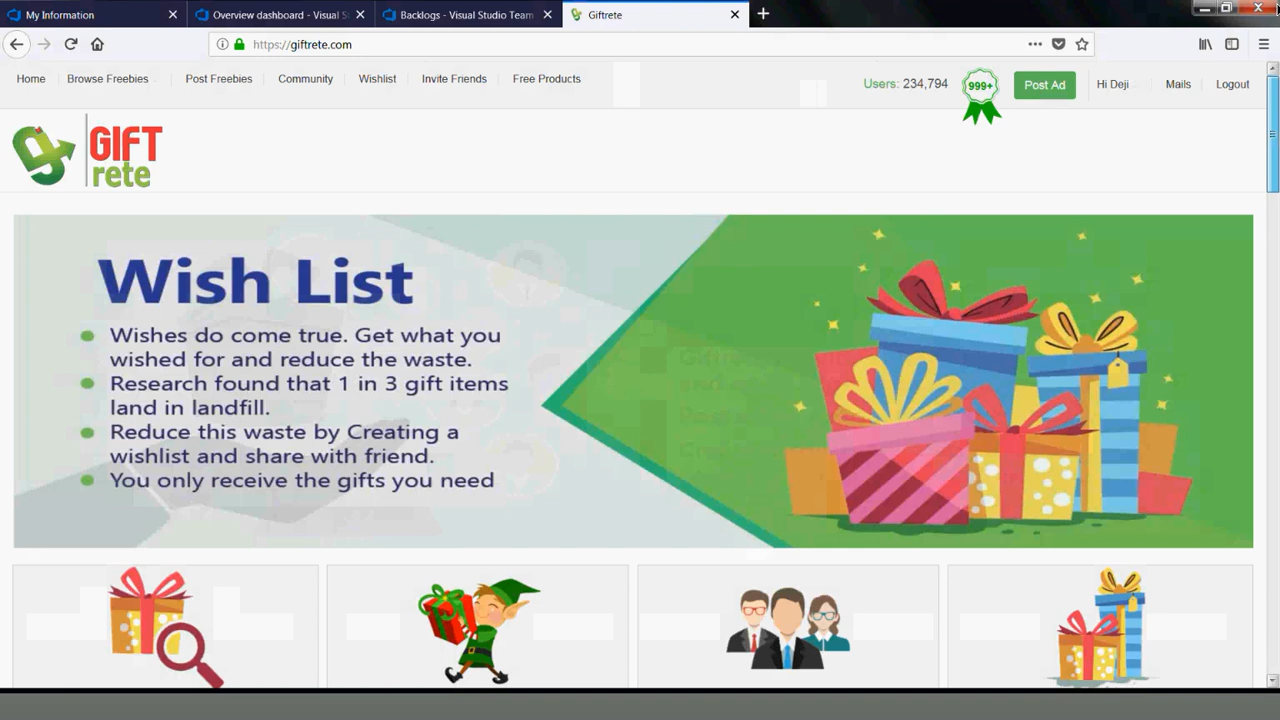 My Information
Overview dashboard - Visual St
Backlogs - Visual Studio Team
Giftrete
https://giftrete.com
Home
Browse Freebies
Post Freebies
Community
Wishlist
Invite Friends
Free Products
Users: 234,794
999+
Post Ad
Hi Deji
Mails
Logout
GIFT
rete
Wish List
Wishes do come true. Get what you
wished for and reduce the waste.
Research found that 1 in 3 gift items
land in landfill.
Reduce this waste by Creating a
wishlist and share with friend.
You only receive the gifts you need